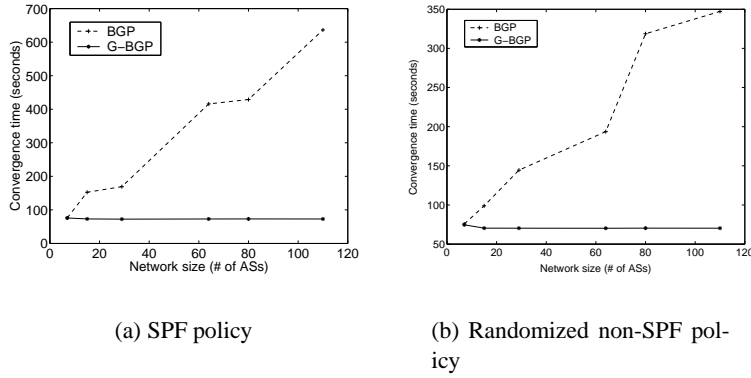 700
600
500
400
300
200
100
0
Convergence time (seconds)
BGP
G−BGP
0 20 40 60 80 100 120
Network size (# of ASs)
(a) SPF policy
350
300
250
200
150
100
50
Convergence time (seconds)
BGP
G−BGP
0 20 40 60 80 100 120
Network size (# of ASs)
(b) Randomized non-SPF pol-
icy